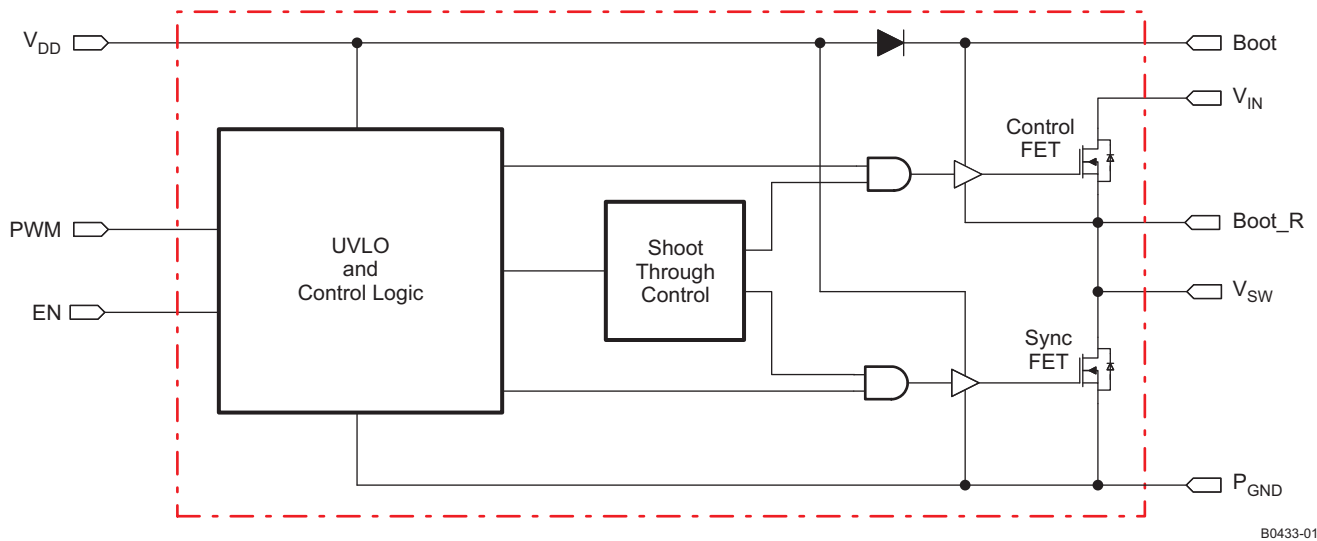 VDD
Boot
VIN
Control
FET
PWM
UVLO
and
Control Logic
Shoot
Through
Control
Boot_R
EN
VSW
Sync
FET
PGND
B0433-01